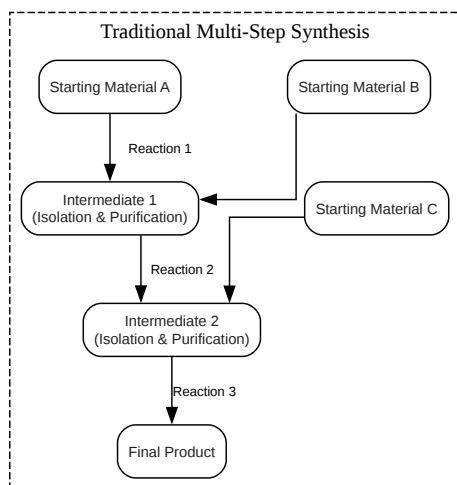 Traditional Multi-Step Synthesis
Starting Material A
Starting Material B
Reaction 1
Intermediate 1
(Isolation & Purification)
Starting Material C
Reaction 2
Intermediate 2
(Isolation & Purification)
Reaction 3
Final Product